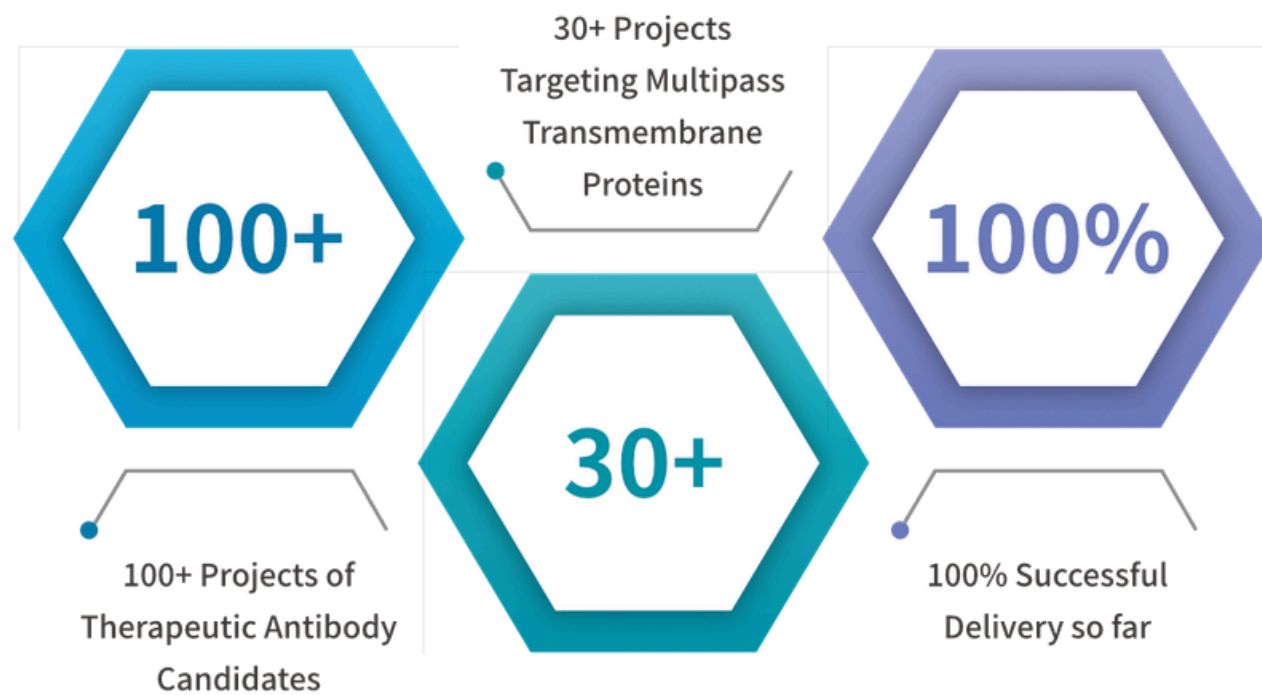 100+
100+ Projects of
Therapeutic Antibody
Candidates
30+ Projects
Targeting Multipass
Transmembrane
Proteins
30+
100%
100% Successful
Delivery so far